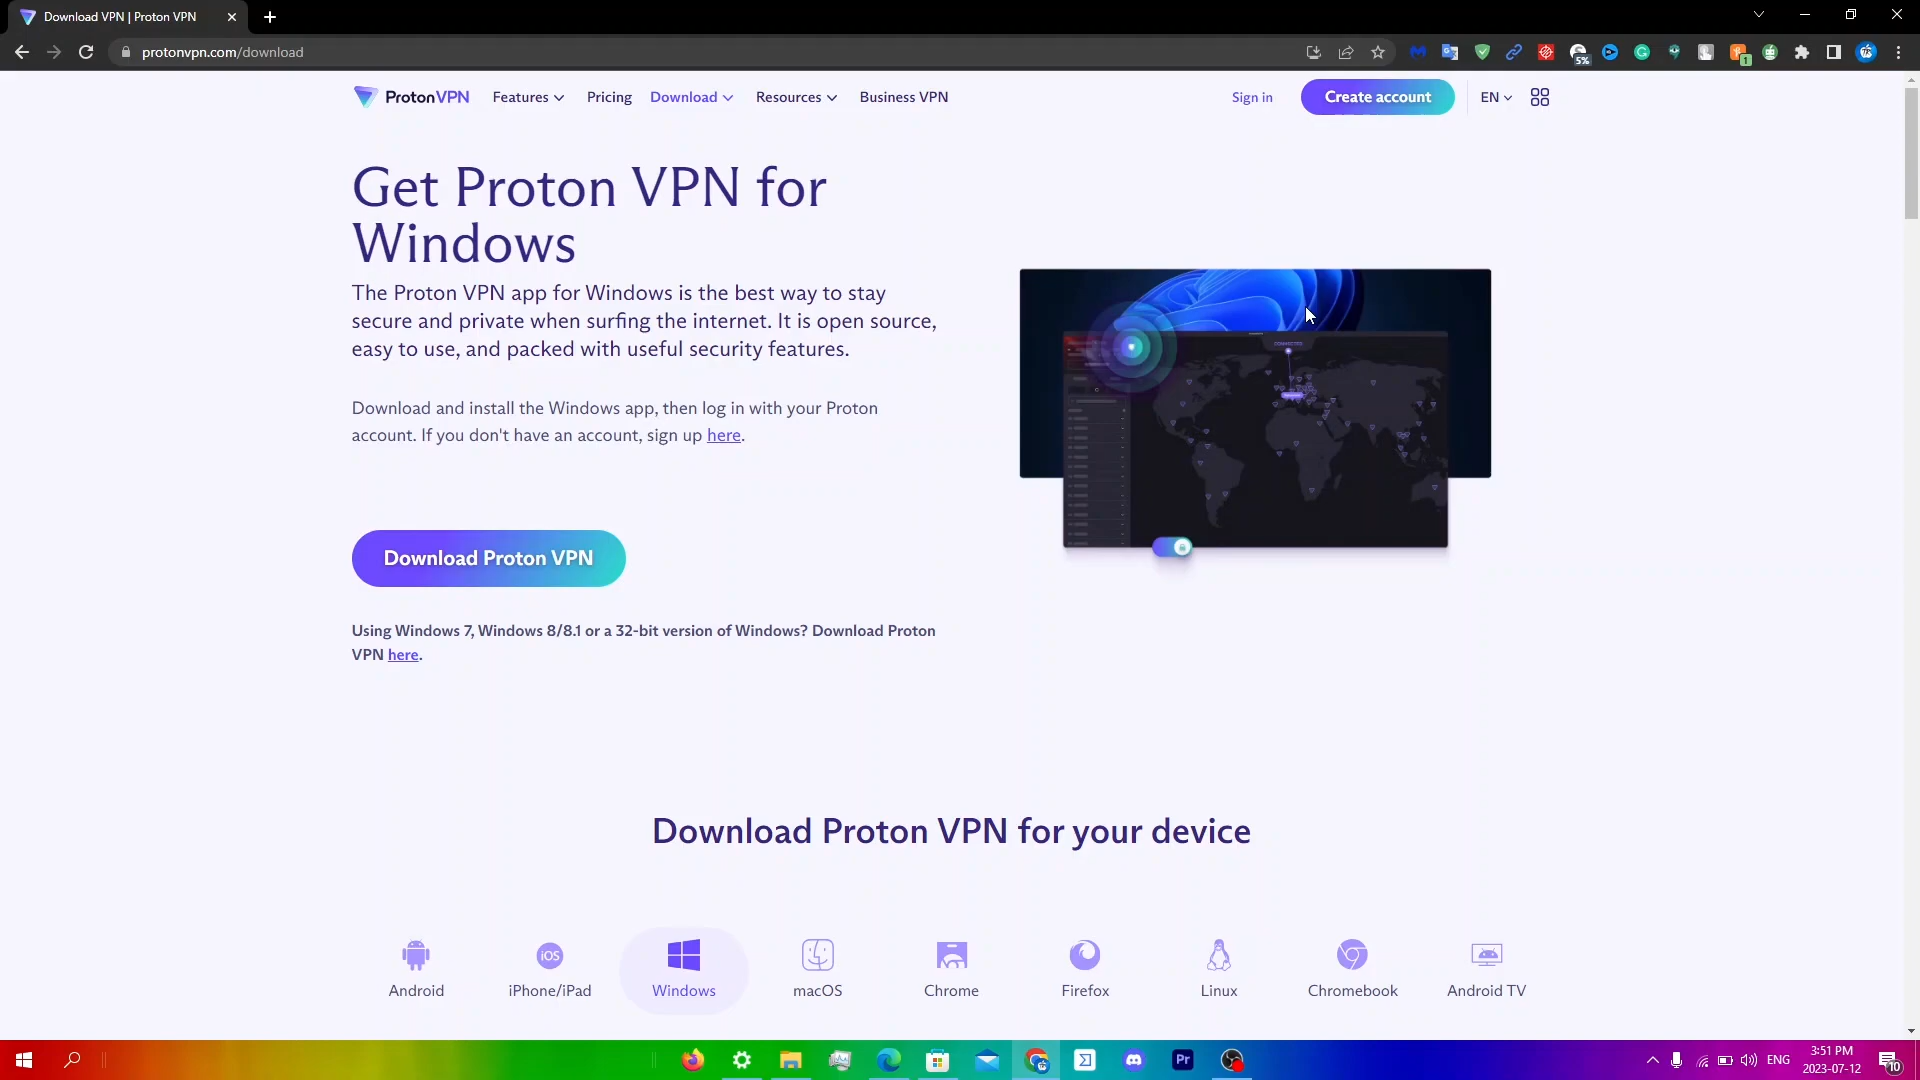 Download VPN | Proton VPN
protonvpn.com/download
5%
1
ProtonVPN Features Pricing Download Resources Business VPN Sign in Create account EN
Get Proton VPN for
Windows
The Proton VPN app for Windows is the best way to stay
secure and private when surfing the internet. It is open source,
easy to use, and packed with useful security features.
Download and install the Windows app, then log in with your Proton
account. If you don't have an account, sign up here.
CONNECTED
Download Proton VPN
Using Windows 7, Windows 8/8.1 or a 32-bit version of Windows? Download Proton
VPN here.
Download Proton VPN for your device
iOS
Android iPhone/iPad Windows macOS Chrome Firefox Linux Chromebook Android TV
Pr
ENG
3:51 PM
2023-07-12
10